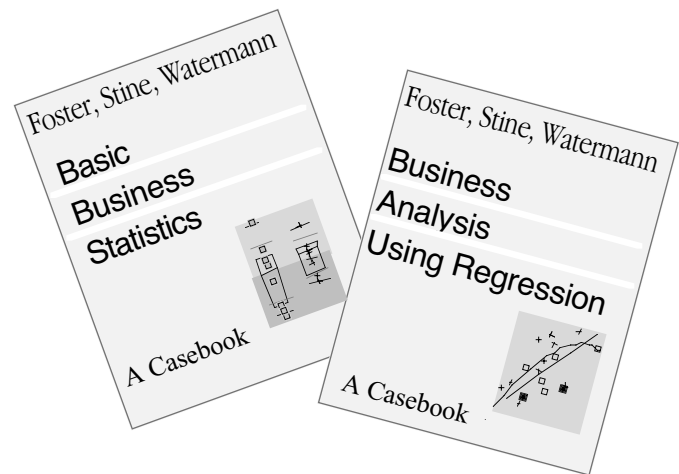 Foster, Stine, Watermann
Basic
Business
Statistics
A Casebook
Foster, Stine, Watermann
Business
Analysis
Using Regression
A Casebook